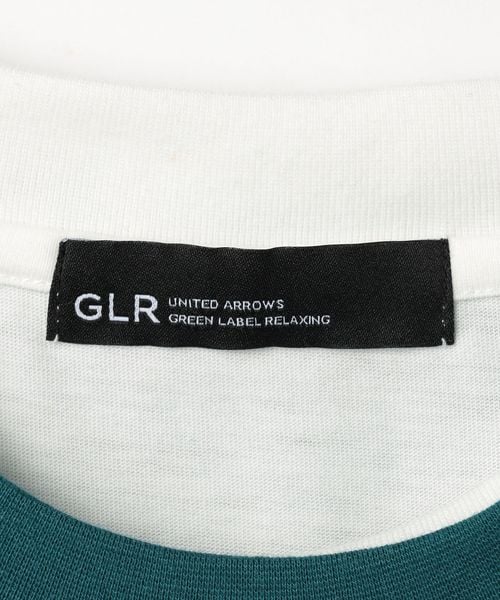 GLR
UNITED ARROWS
GREEN LABEL RELAXING